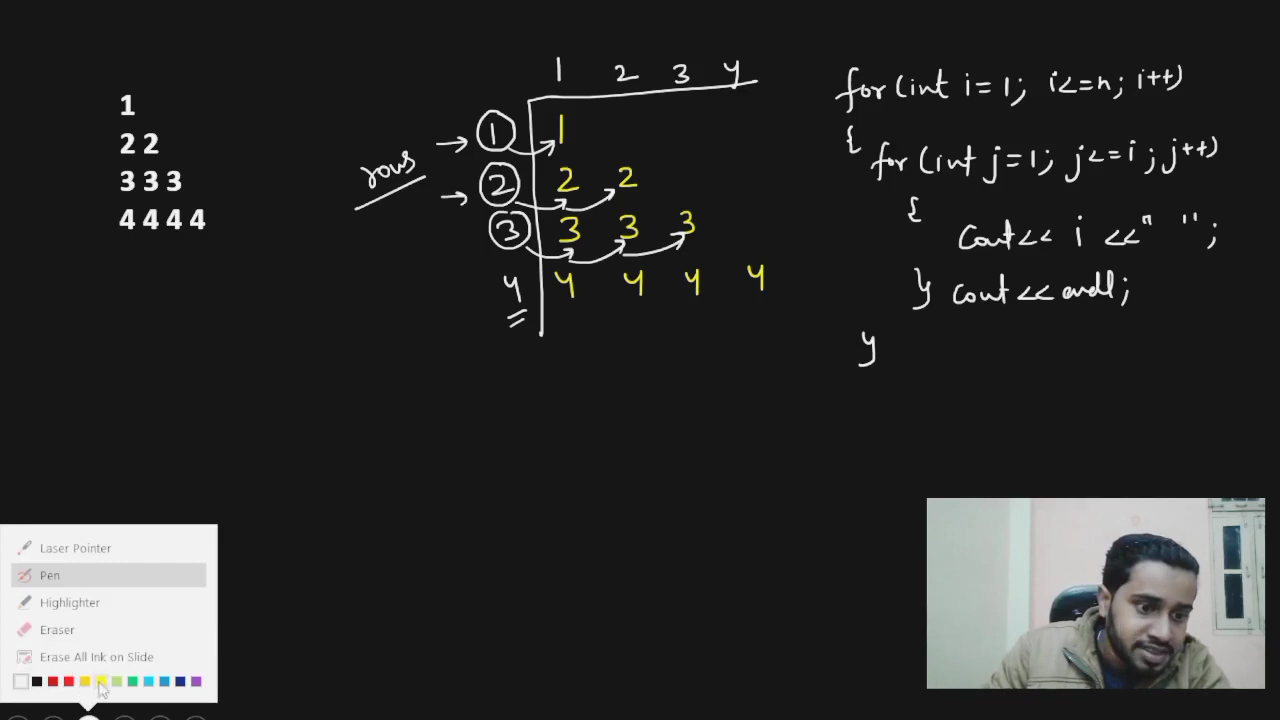 1
2 2
3 3 3
4 4 4 4
rows
1 2 3 4
1 1
2 2 2
3 3 3 3
4 4 4 4 4
for(int i=1; i<=n; i++)
{ for (int j=1; j<=i ; j++)
{
cout<< i <<" ";
} cout<<endl;
}
Laser Pointer
Pen
Highlighter
Eraser
Erase All Ink on Slide